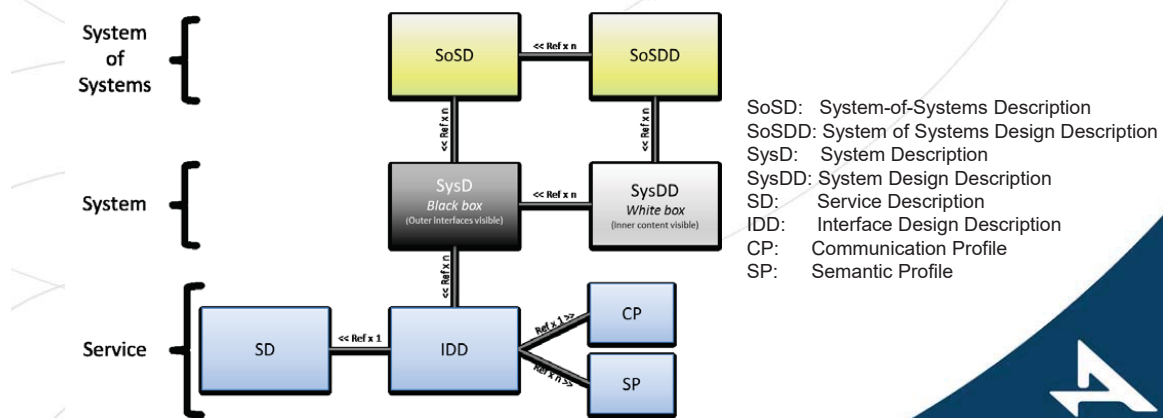 System
of
Systems
SoSD
<< Ref x n
SoSDD
<< Ref x n
<< Ref x n
System
SysD
Black box
(Outer Interfaces visible)
<< Ref x n
SysDD
White box
(Inner content visible)
<< Ref x n
Service
SD
<< Ref x 1
IDD
Ref x 1 >>
CP
Ref x n >>
SP
SoSD: System-of-Systems Description
SoSDD: System of Systems Design Description
SysD: System Description
SysDD: System Design Description
SD: Service Description
IDD: Interface Design Description
CP: Communication Profile
SP: Semantic Profile